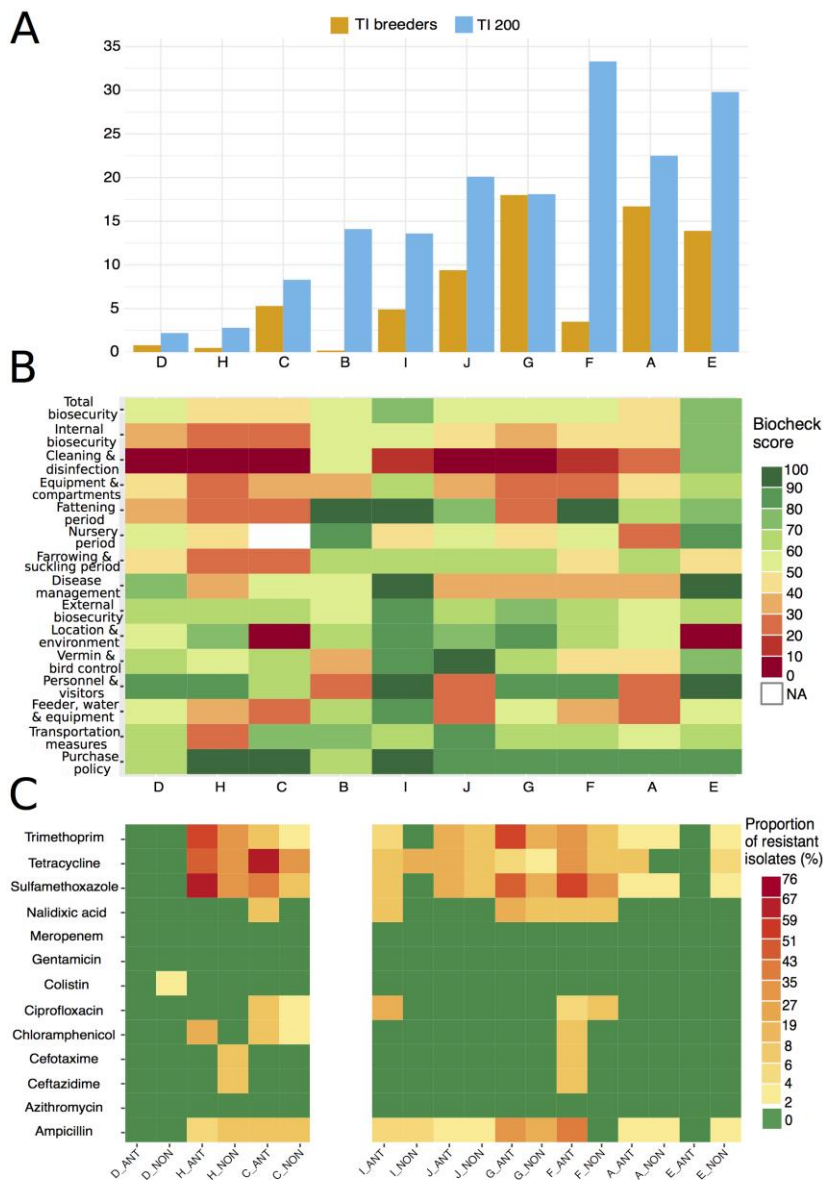 A
TI breeders TI 200
35
30
25
20
15
10
5
0
D H C B I J G F A E
B
Total
biosecurity
Internal
biosecurity
Cleaning &
disinfection
Equipment &
compartments
Fattening
period
Nursery
period
Farrowing &
suckling period
Disease
management
External
biosecurity
Location &
environment
Vermin &
bird control
Personnel &
visitors
Feeder, water
& equipment
Transportation
measures
Purchase
policy
D H C B I J G F A E
Biocheck
score
100
90
80
70
60
50
40
30
20
10
0
NA
C
Trimethoprim
Tetracycline
Sulfamethoxazole
Nalidixic acid
Meropenem
Gentamicin
Colistin
Ciprofloxacin
Chloramphenicol
Cefotaxime
Ceftazidime
Azithromycin
Ampicillin
D_ANT D_NON H_ANT H_NON C_ANT C_NON I_ANT I_NON J_ANT J_NON G_ANT G_NON F_ANT F_NON A_ANT A_NON E_ANT E_NON
Proportion
of resistant
isolates (%)
76
67
59
51
43
35
27
19
8
6
4
2
0